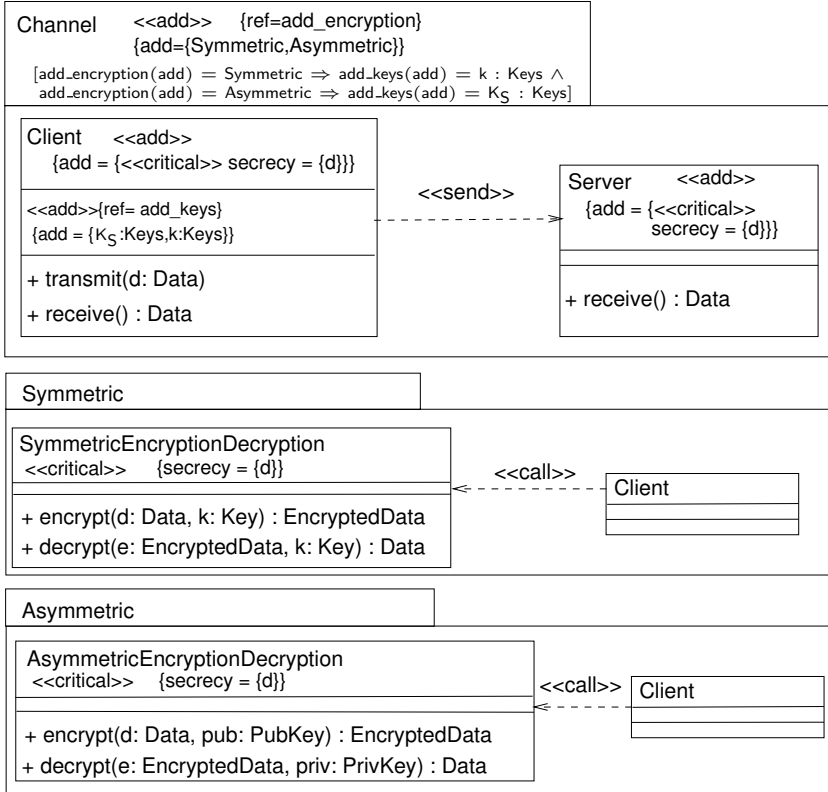 Channel <<add>> {ref=add_encryption}
{add={Symmetric,Asymmetric}}
[add_encryption(add) = Symmetric ⇒ add_keys(add) = k : Keys ∧
add_encryption(add) = Asymmetric ⇒ add_keys(add) = K_S : Keys]
Client <<add>>
{add = {<<critical>> secrecy = {d}}}
<<add>>{ref= add_keys}
{add = {K_S:Keys,k:Keys}}
+ transmit(d: Data)
+ receive() : Data
<<send>>
Server <<add>>
{add = {<<critical>>
secrecy = {d}}}
+ receive() : Data
Symmetric
SymmetricEncryptionDecryption
<<critical>> {secrecy = {d}}
+ encrypt(d: Data, k: Key) : EncryptedData
+ decrypt(e: EncryptedData, k: Key) : Data
<<call>>
Client
Asymmetric
AsymmetricEncryptionDecryption
<<critical>> {secrecy = {d}}
+ encrypt(d: Data, pub: PubKey) : EncryptedData
+ decrypt(e: EncryptedData, priv: PrivKey) : Data
<<call>>
Client